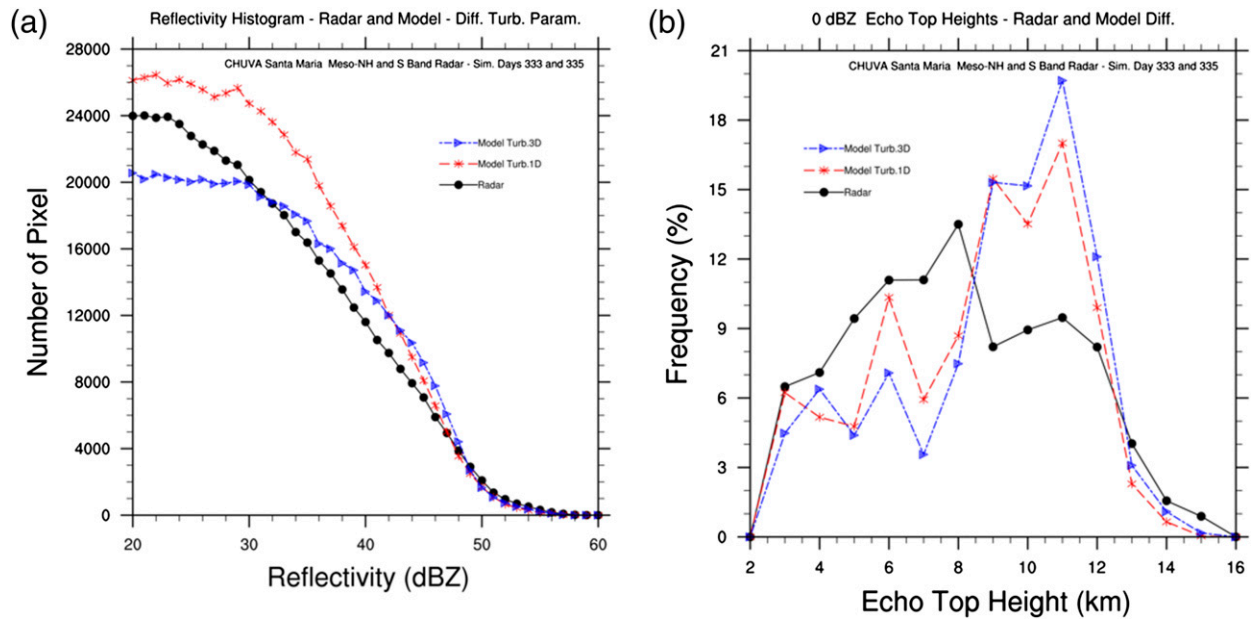 (a)
Reflectivity Histogram - Radar and Model - Diff. Turb. Param.
28000
24000
20000
16000
12000
8000
4000
0
Number of Pixel
CHUVA Santa Maria Meso-NH and S Band Radar - Sim. Days 333 and 335
Model Turb.3D
Model Turb.1D
Radar
20 30 40 50 60
Reflectivity (dBZ)
(b)
0 dBZ Echo Top Heights - Radar and Model Diff.
21
18
15
12
9
6
3
0
Frequency (%)
CHUVA Santa Maria Meso-NH and S Band Radar - Sim. Day 333 and 335
Model Turb.3D
Model Turb.1D
Radar
2 4 6 8 10 12 14 16
Echo Top Height (km)